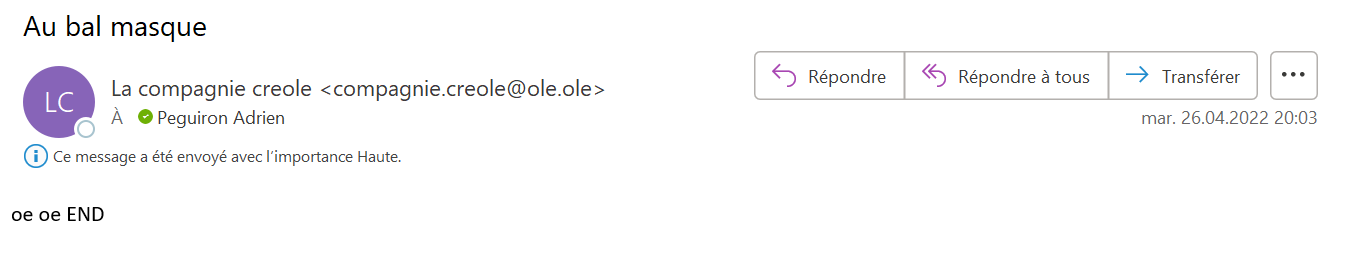 Au bal masque
LC
La compagnie creole <compagnie.creole@ole.ole>
À Peguiron Adrien
Répondre
Répondre à tous
Transférer
mar. 26.04.2022 20:03
Ce message a été envoyé avec l'importance Haute.
oe oe END